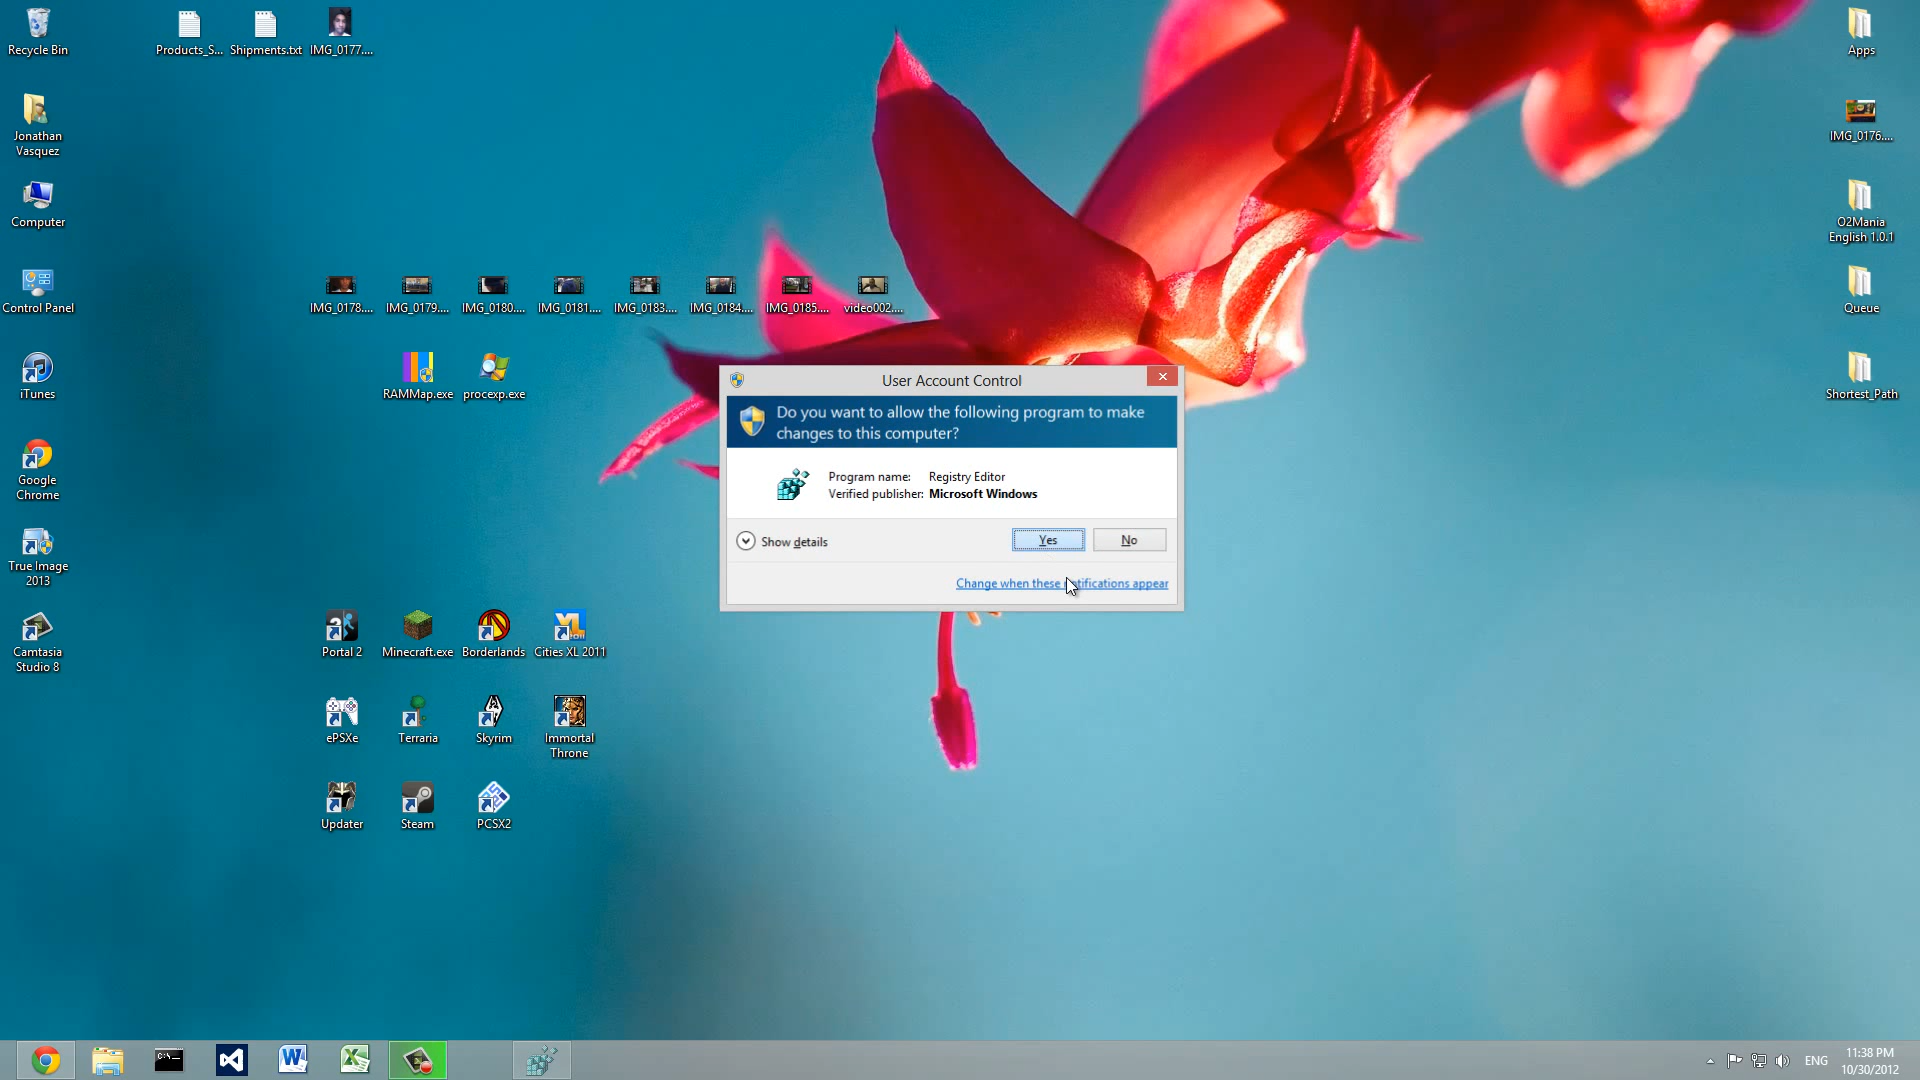 Recycle Bin
Products_S...
Shipments.txt
IMG_0177....
Apps
Jonathan
Vasquez
IMG_0176....
Computer
O2Mania
English 1.0.1
Control Panel
IMG_0178....
IMG_0179....
IMG_0180....
IMG_0181....
IMG_0183....
IMG_0184....
IMG_0185....
video002....
Queue
iTunes
RAMMap.exe
procexp.exe
Shortest_Path
User Account Control
Do you want to allow the following program to make
changes to this computer?
Program name: Registry Editor
Verified publisher: Microsoft Windows
Show details
Yes
No
Change when these notifications appear
Google
Chrome
True Image
2013
Camtasia
Studio 8
Portal 2
Minecraft.exe
Borderlands
Cities XL 2011
ePSXe
Terraria
Skyrim
Immortal
Throne
Updater
Steam
PCSX2
ENG
11:38 PM
10/30/2012